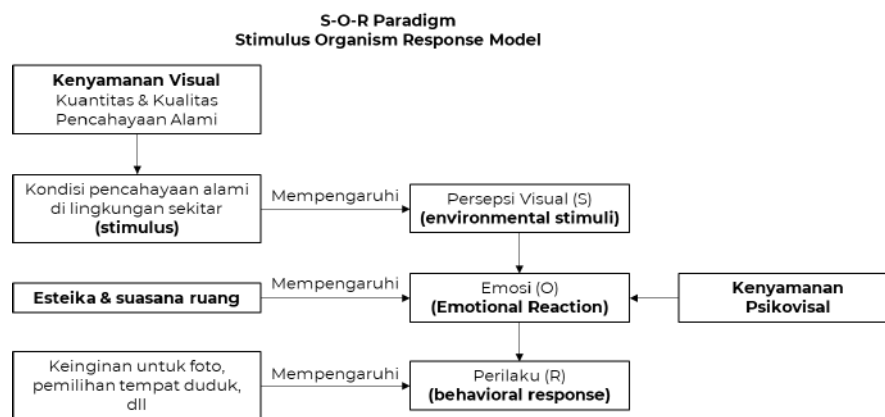 S-O-R Paradigm
Stimulus Organism Response Model
Kenyamanan Visual
Kuantitas & Kualitas
Pencahayaan Alami
Kondisi pencahayaan alami
di lingkungan sekitar
(stimulus)
Mempengaruhi
Persepsi Visual (S)
(environmental stimuli)
Esteika & suasana ruang
Mempengaruhi
Emosi (O)
(Emotional Reaction)
Kenyamanan
Psikovisal
Keinginan untuk foto,
pemilihan tempat duduk,
dll
Mempengaruhi
Perilaku (R)
(behavioral response)